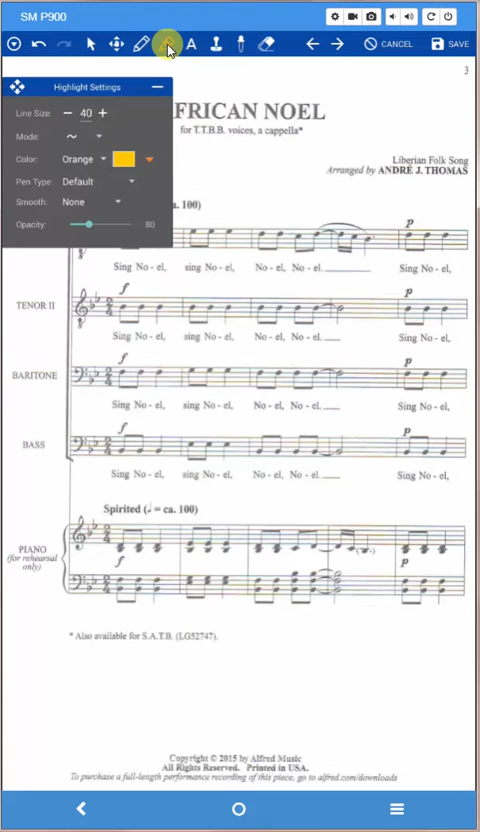 SM P900
CANCEL
SAVE
3
Highlight Settings
Line Size: 40
Mode:
Color: Orange
Pen Type: Default
Smooth: None
Opacity: 80
FRICAN NOEL
for T.T.B.B. voices, a cappella*
Liberian Folk Song
Arranged by ANDRÉ J. THOMAS
a. 100)
p
Sing No - el, sing No - el, No - el, No - el. Sing No - el,
f p
TENOR II
Sing No - el, sing No - el, No - el, No - el. Sing No - el,
f p
BARITONE
Sing No - el, sing No - el, No - el, No - el. Sing No - el,
f p
BASS
Sing No - el, sing No - el, No - el, No - el. Sing No - el,
Spirited (♩ = ca. 100)
PIANO
(for rehearsal
only)
f p
* Also available for S.A.T.B. (LG52747).
Copyright © 2015 by Alfred Music
All Rights Reserved. Printed in USA.
To purchase a full-length performance recording of this piece, go to alfred.com/downloads